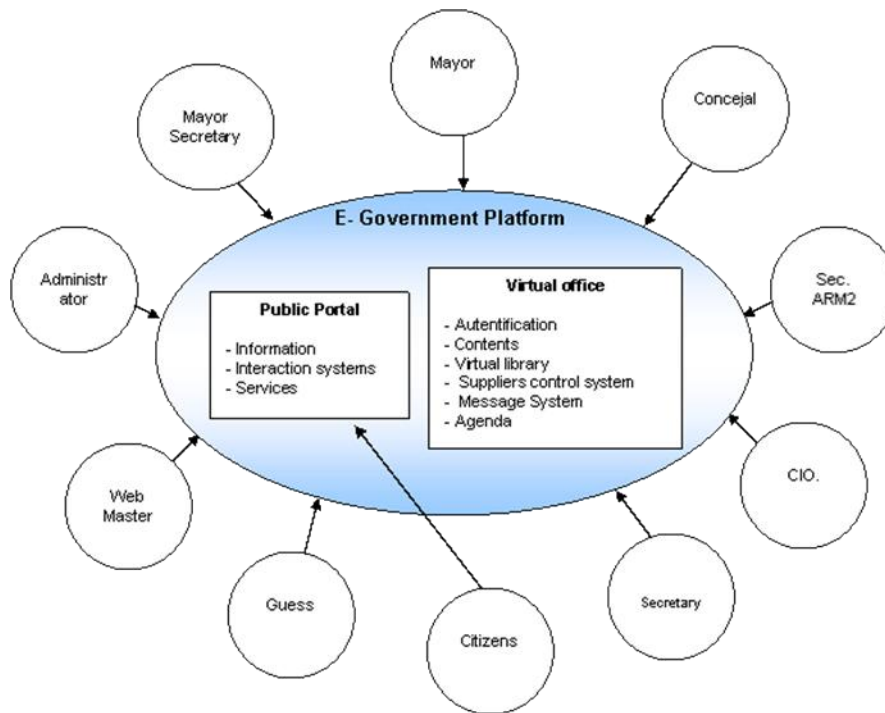 Mayor
Mayor
Secretary
Concejal
E- Government Platform
Administr
ator
Sec.
ARM2
Public Portal
- Information
- Interaction systems
- Services
Virtual office
- Autentification
- Contents
- Virtual library
- Suppliers control system
- Message System
- Agenda
Web
Master
CIO.
Guess
Citizens
Secretary